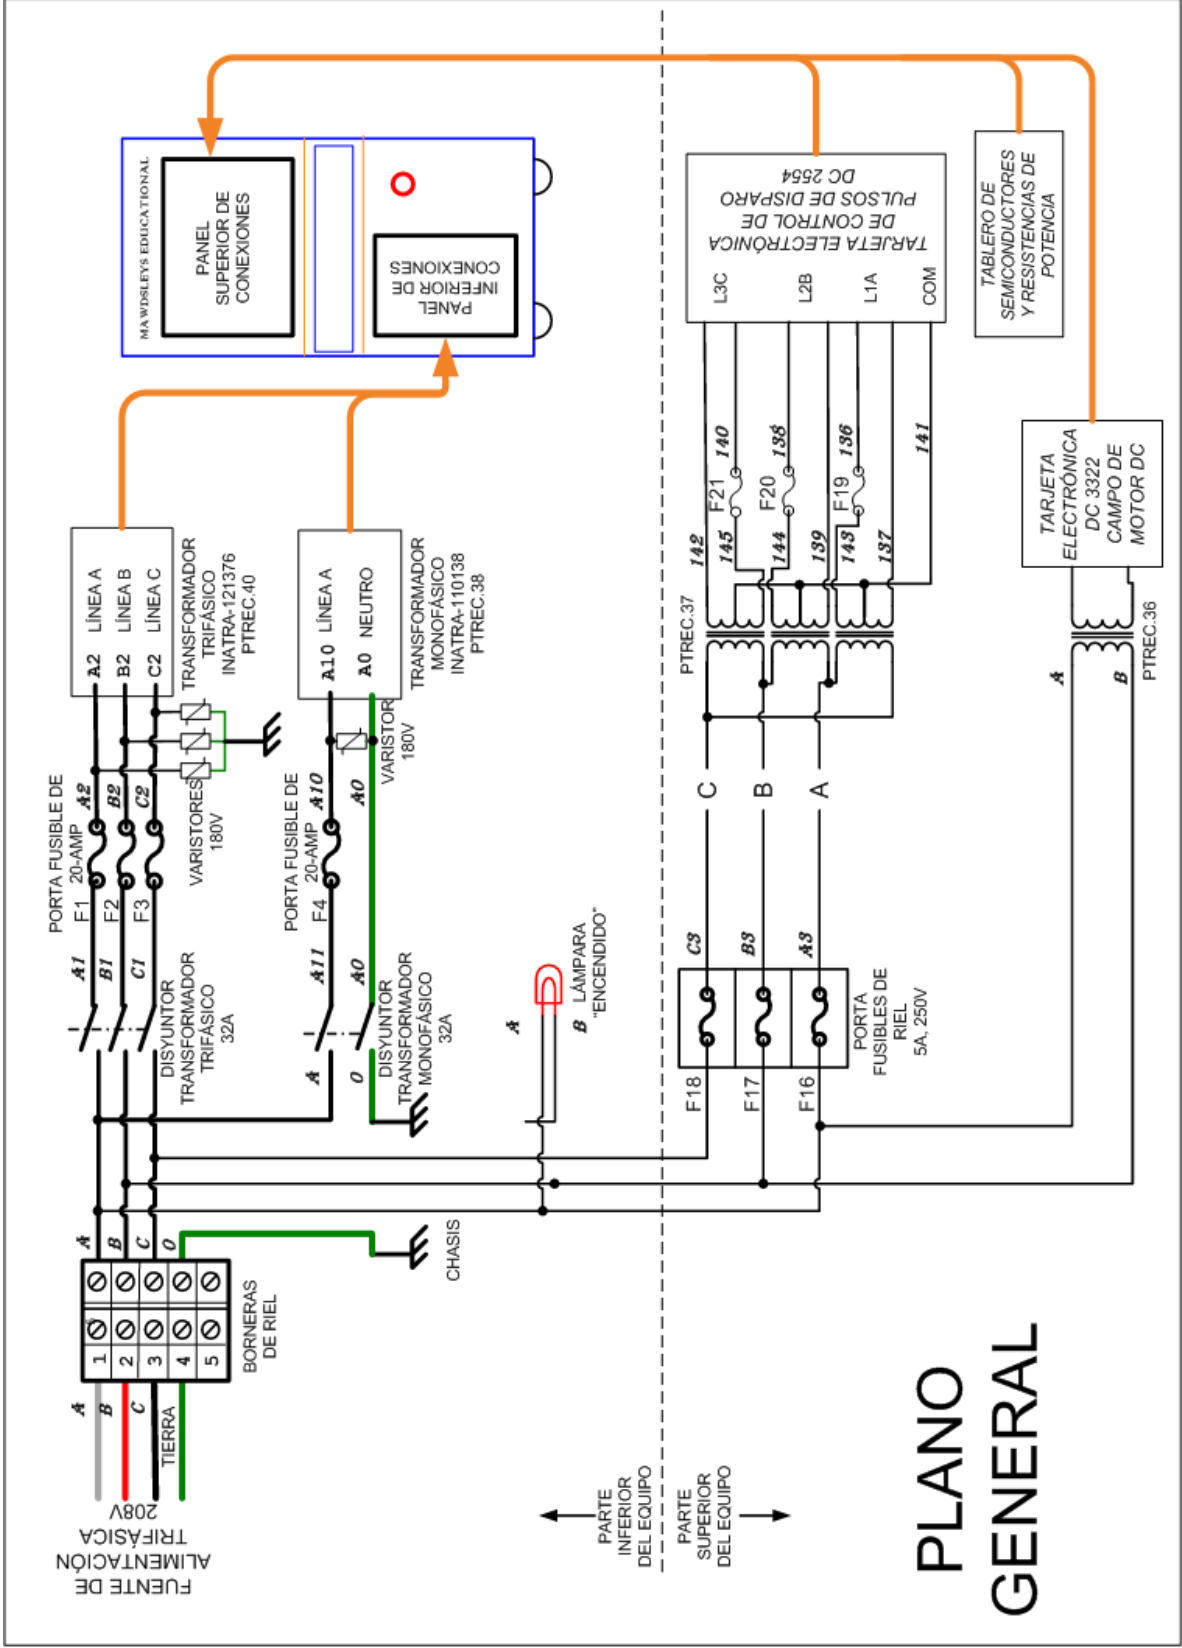 FUENTE DE
ALIMENTACIÓN
TRIFÁSICA
208V
A
B
C
TIERRA
1
2
3
4
5
BORNERAS
DE RIEL
A
B
C
0
CHASIS
DISYUNTOR
TRANSFORMADOR
TRIFÁSICO
32A
A1
B1
C1
PORTA FUSIBLE DE
20-AMP
F1
F2
F3
A2
B2
C2
VARISTORES
180V
A2 LÍNEA A
B2 LÍNEA B
C2 LÍNEA C
TRANSFORMADOR
TRIFÁSICO
INATRA-121376
PTREC.40
A
0
DISYUNTOR
TRANSFORMADOR
MONOFÁSICO
32A
A11
A0
PORTA FUSIBLE DE
20-AMP
F4
A10
A0
VARISTOR
180V
A10 LÍNEA A
A0 NEUTRO
TRANSFORMADOR
MONOFÁSICO
INATRA-110138
PTREC.38
MAWDSLEYS EDUCATIONAL
PANEL
SUPERIOR DE
CONEXIONES
PANEL
INFERIOR DE
CONEXIONES
A
B
LÁMPARA
"ENCENDIDO"
PARTE
INFERIOR
DEL EQUIPO
PARTE
SUPERIOR
DEL EQUIPO
F18
F17
F16
C3
B3
A3
PORTA
FUSIBLES DE
RIEL
5A, 250V
C
B
A
PTREC.37
142
145
144
139
143
137
F21
F20
F19
140
138
136
141
L3C
L2B
L1A
COM
TARJETA ELECTRÓNICA
DE CONTROL DE
PULSOS DE DISPARO
DC 2554
TABLERO DE
SEMICONDUCTORES
Y RESISTENCIAS DE
POTENCIA
A
B
PTREC.36
TARJETA
ELECTRÓNICA
DC 3322
CAMPO DE
MOTOR DC
PLANO
GENERAL